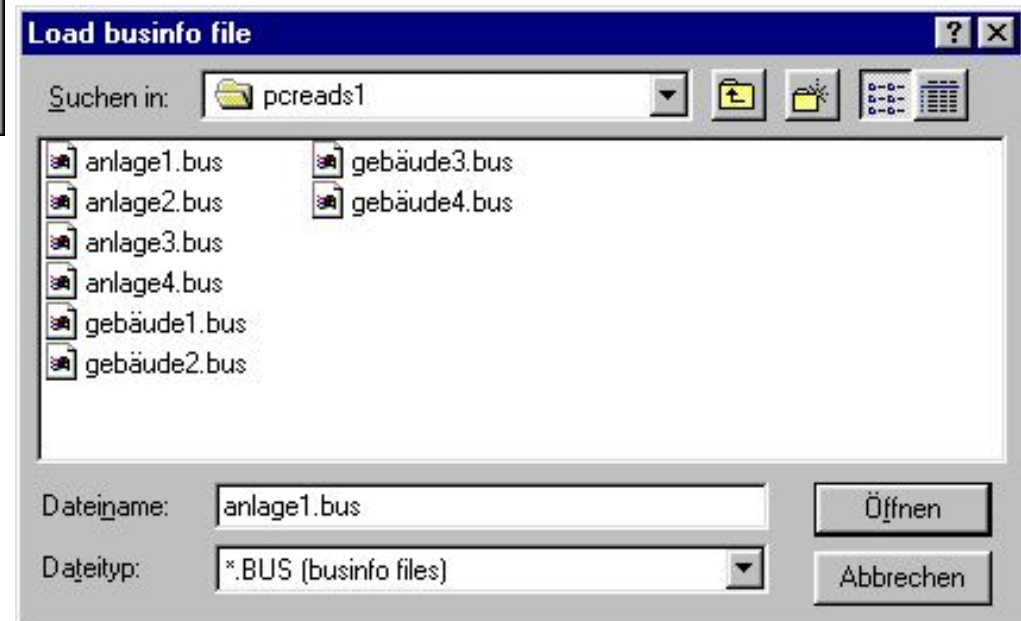 Load businfo file
Suchen in: pcreads1
anlage1.bus
anlage2.bus
anlage3.bus
anlage4.bus
gebäude1.bus
gebäude2.bus
gebäude3.bus
gebäude4.bus
Dateiname: anlage1.bus Öffnen
Dateityp: *.BUS (businfo files) Abbrechen